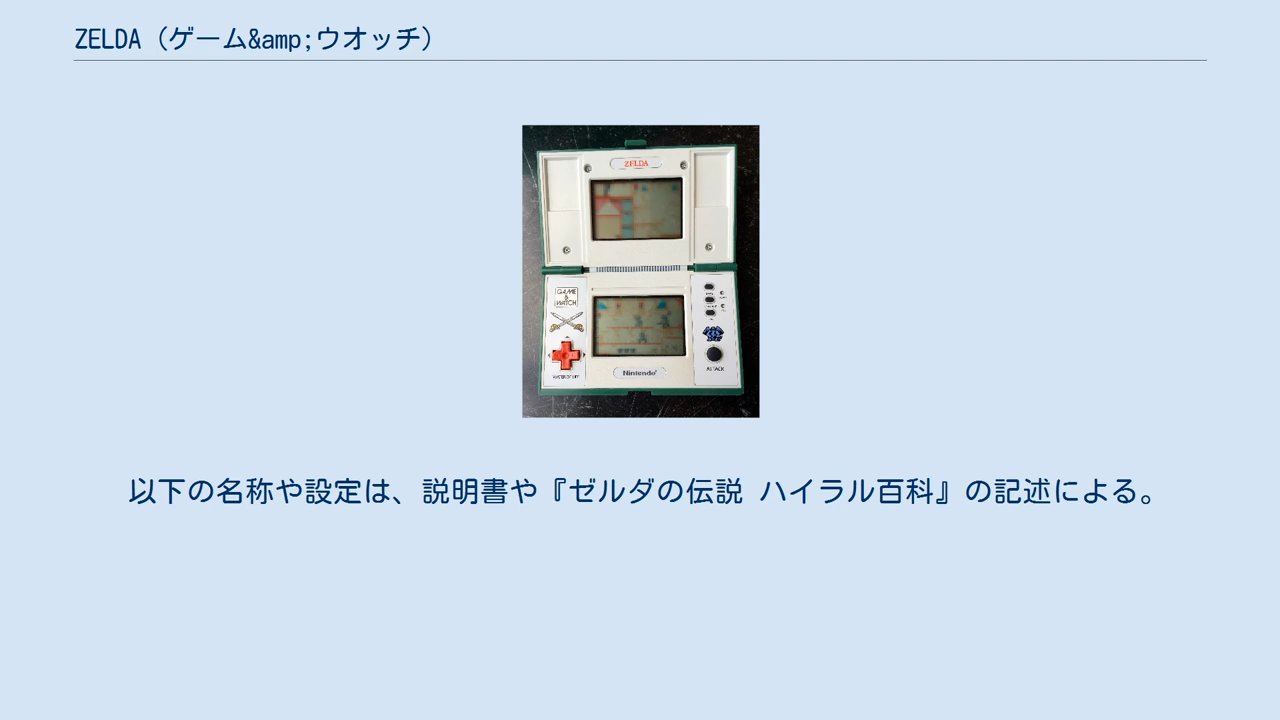 ZELDA（ゲーム&amp;ウオッチ）
ZELDA
GAME
&
WATCH
Nintendo
ATTACK
以下の名称や設定は、説明書や『ゼルダの伝説 ハイラル百科』の記述による。